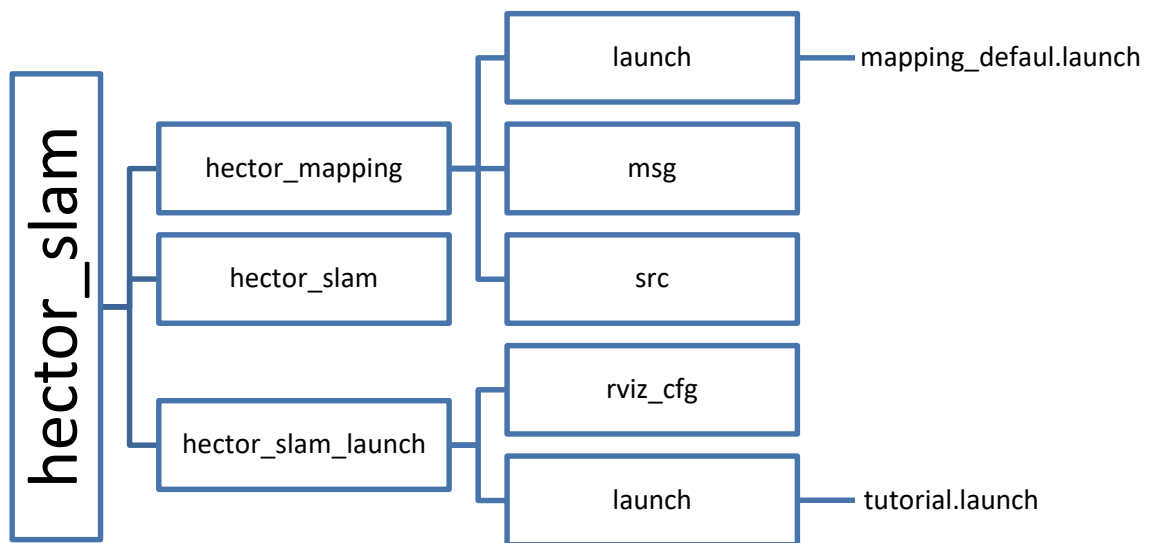 hector_slam
hector_mapping
launch
mapping_defaul.launch
msg
src
hector_slam
hector_slam_launch
rviz_cfg
launch
tutorial.launch